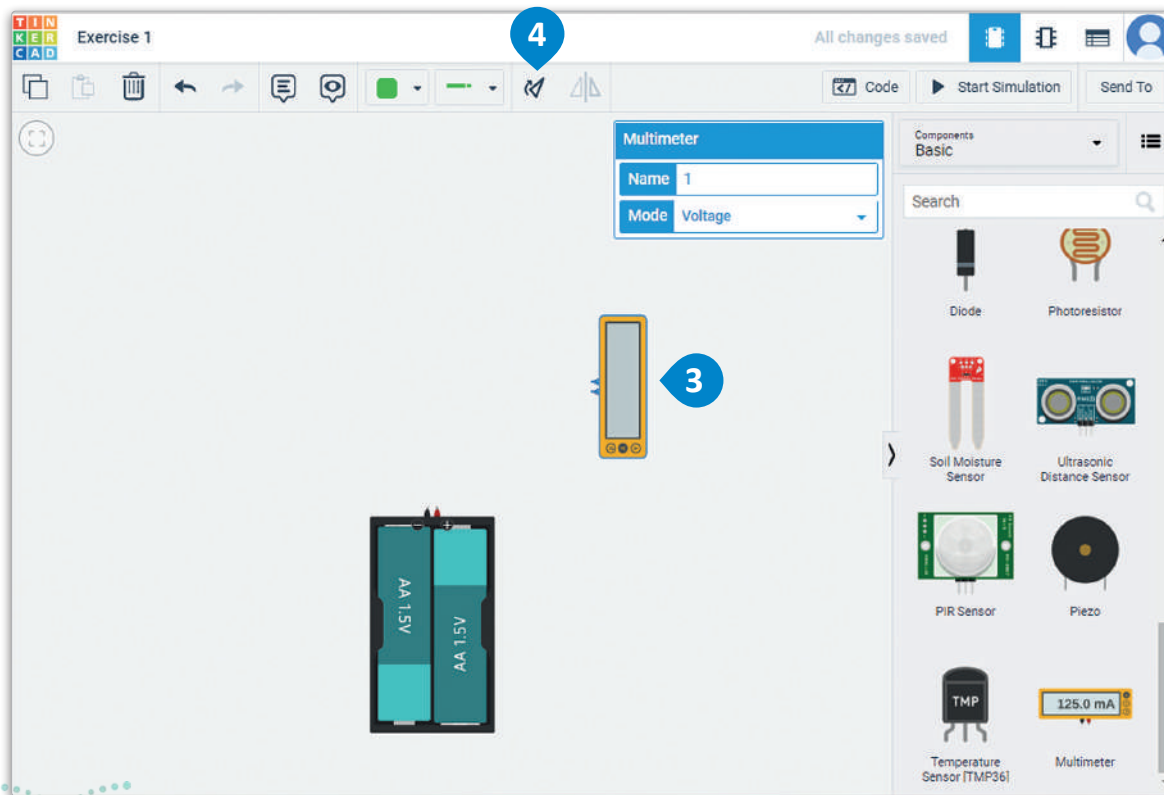 TIN
KER
CAD
Exercise 1
4
All changes saved
Code
Start Simulation
Send To
Multimeter
Name 1
Mode Voltage
3
Components
Basic
Search
Diode
Photoresistor
Soil Moisture
Sensor
Ultrasonic
Distance Sensor
PIR Sensor
Piezo
TMP
Temperature
Sensor [TMP36]
125.0 mA
Multimeter
AA 1.5V
AA 1.5V